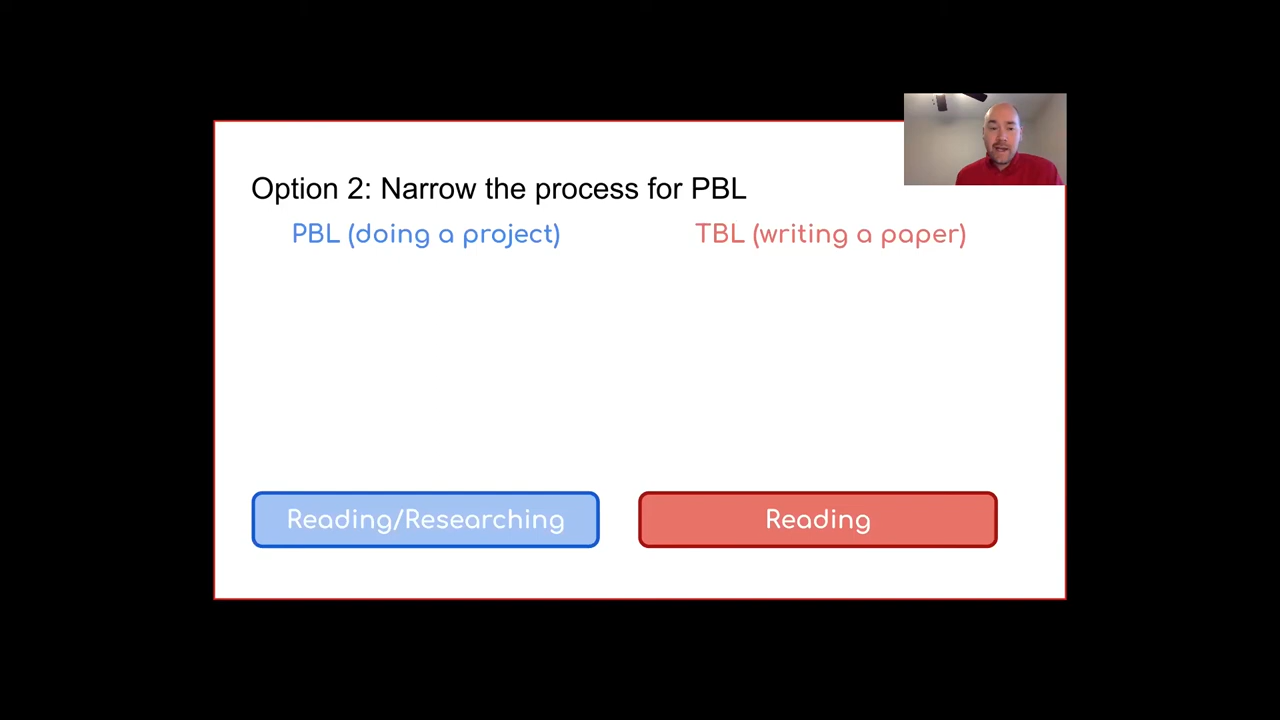 Option 2: Narrow the process for PBL
PBL (doing a project)
TBL (writing a paper)
Reading/Researching
Reading